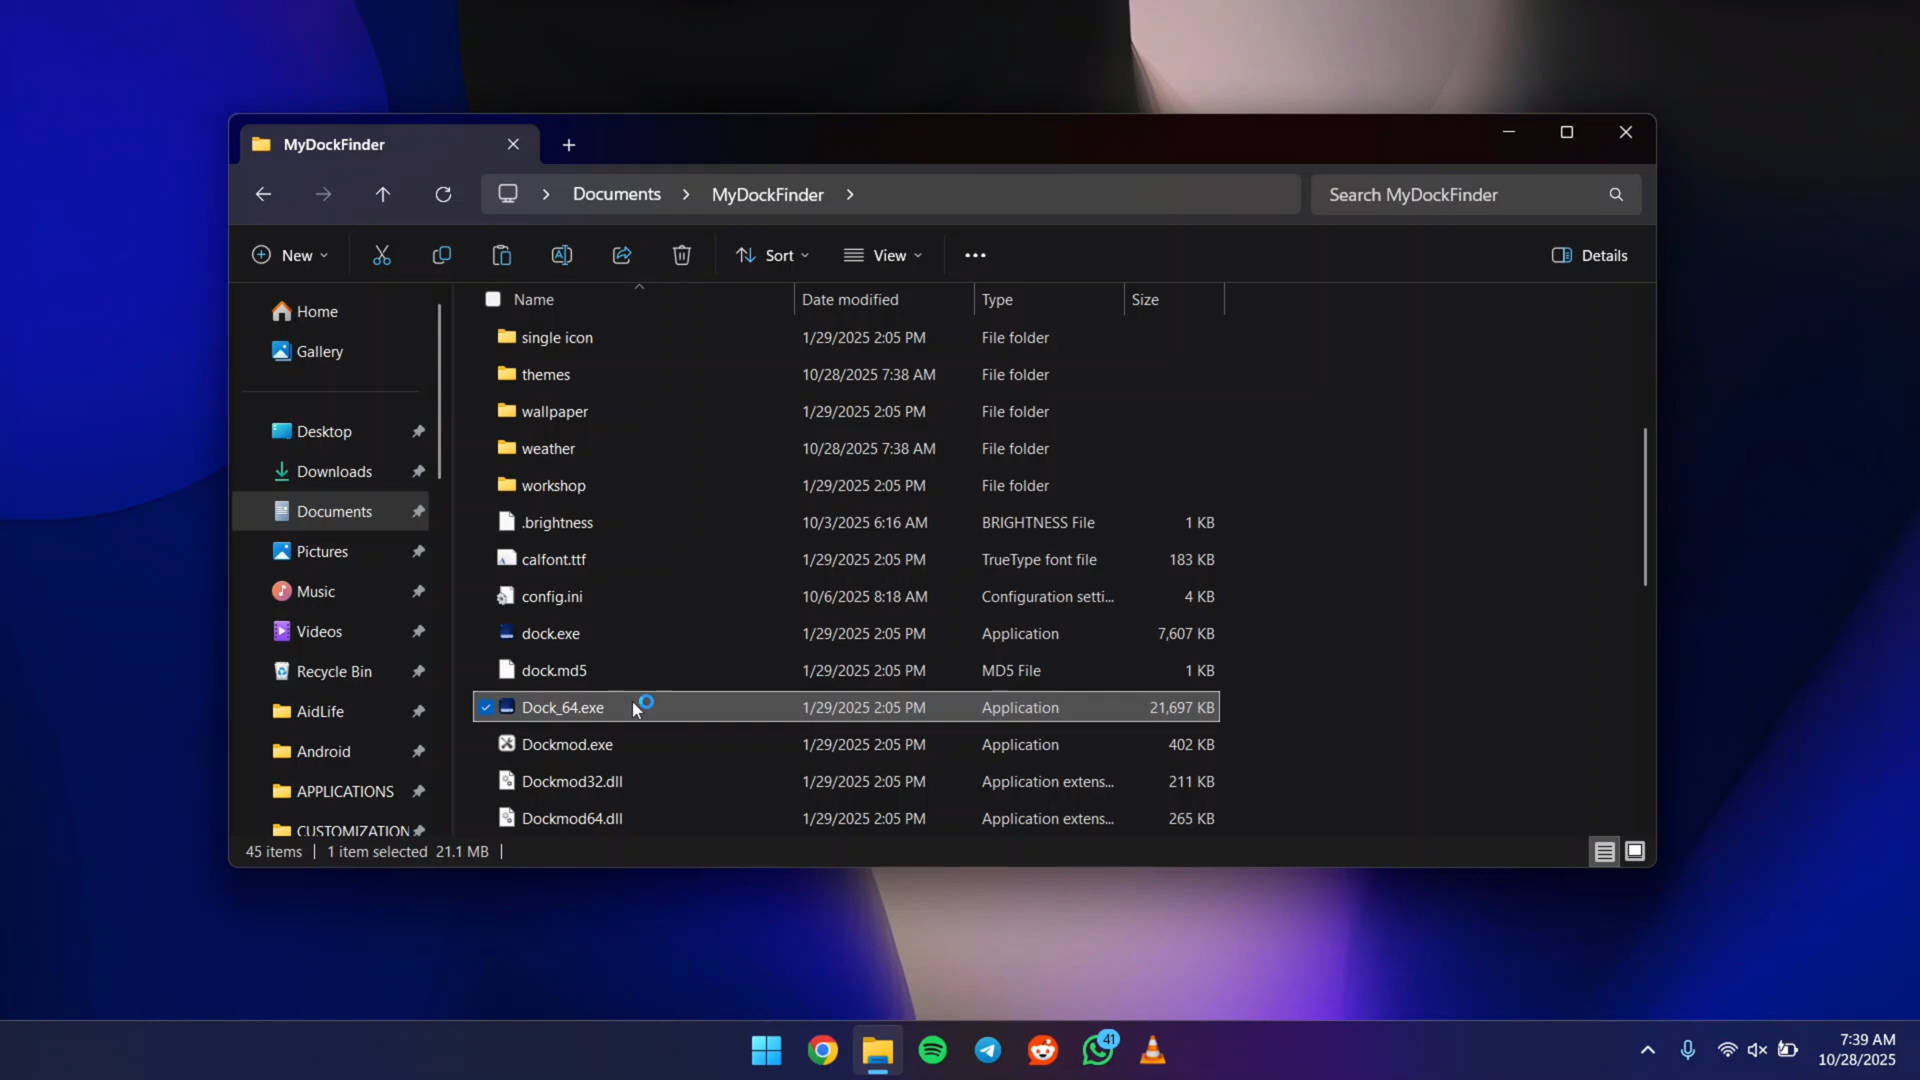 MyDockFinder
Documents
MyDockFinder
Search MyDockFinder
New
Sort
View
Details
Home
Gallery
Desktop
Downloads
Documents
Pictures
Music
Videos
Recycle Bin
AidLife
Android
APPLICATIONS
CUSTOMIZATION
Name Date modified Type Size
single icon 1/29/2025 2:05 PM File folder
themes 10/28/2025 7:38 AM File folder
wallpaper 1/29/2025 2:05 PM File folder
weather 10/28/2025 7:38 AM File folder
workshop 1/29/2025 2:05 PM File folder
.brightness 10/3/2025 6:16 AM BRIGHTNESS File 1 KB
calfont.ttf 1/29/2025 2:05 PM TrueType font file 183 KB
config.ini 10/6/2025 8:18 AM Configuration setti... 4 KB
dock.exe 1/29/2025 2:05 PM Application 7,607 KB
dock.md5 1/29/2025 2:05 PM MD5 File 1 KB
Dock_64.exe 1/29/2025 2:05 PM Application 21,697 KB
Dockmod.exe 1/29/2025 2:05 PM Application 402 KB
Dockmod32.dll 1/29/2025 2:05 PM Application extens... 211 KB
Dockmod64.dll 1/29/2025 2:05 PM Application extens... 265 KB
45 items 1 item selected 21.1 MB
41
7:39 AM
10/28/2025